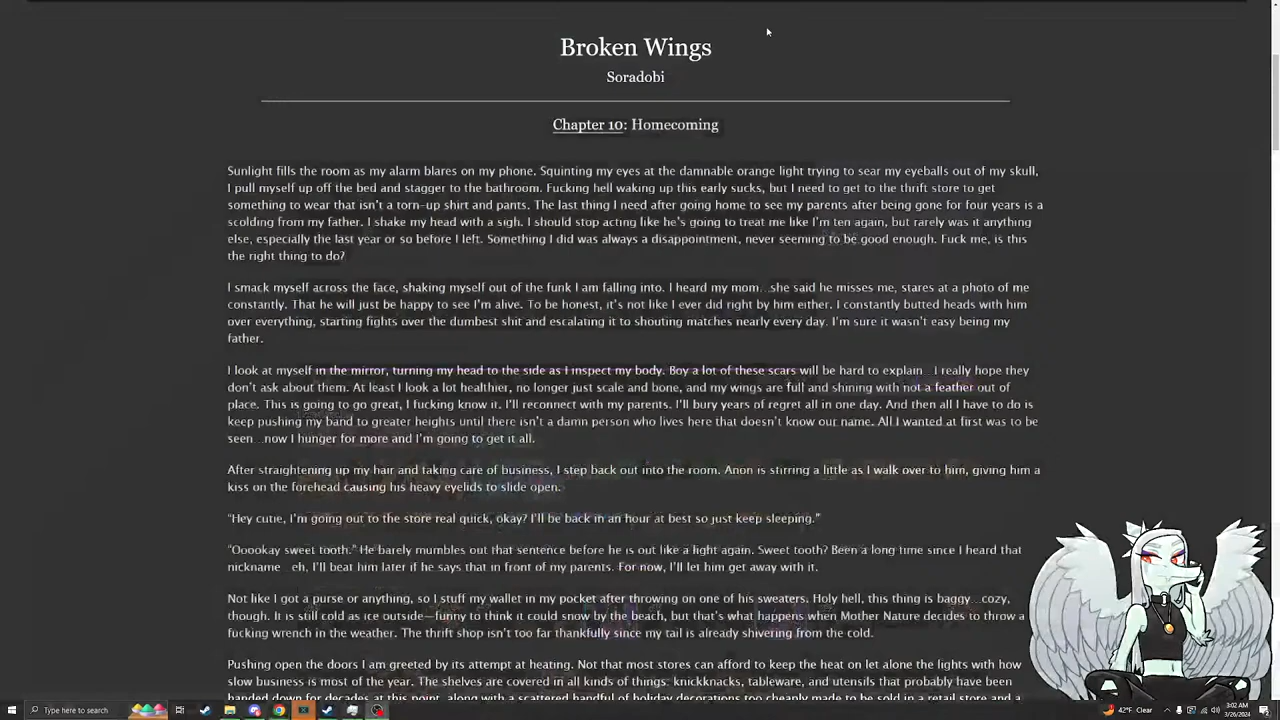 Broken Wings
Soradobi
Chapter 10: Homecoming
Sunlight fills the room as my alarm blares on my phone. Squinting my eyes at the damnable orange light trying to sear my eyeballs out of my skull,
I pull myself up off the bed and stagger to the bathroom. Fucking hell waking up this early sucks, but I need to get to the thrift store to get
something to wear that isn't a torn-up shirt and pants. The last thing I need after going home to see my parents after being gone for four years is a
scolding from my father. I shake my head with a sigh. I should stop acting like he's going to treat me like I'm ten again, but rarely was it anything
else, especially the last year or so before I left. Something I did was always a disappointment, never seeming to be good enough. Fuck me, is this
the right thing to do?
I smack myself across the face, shaking myself out of the funk I am falling into. I heard my mom...she said he misses me, stares at a photo of me
constantly. That he will just be happy to see I'm alive. To be honest, it's not like I ever did right by him either. I constantly butted heads with him
over everything, starting fights over the dumbest shit and escalating it to shouting matches nearly every day. I'm sure it wasn't easy being my
father.
I look at myself in the mirror, turning my head to the side as I inspect my body. Boy a lot of these scars will be hard to explain...I really hope they
don't ask about them. At least I look a lot healthier, no longer just scale and bone, and my wings are full and shining with not a feather out of
place. This is going to go great, I fucking know it. I'll reconnect with my parents. I'll bury years of regret all in one day. And then all I have to do is
keep pushing my band to greater heights until there isn't a damn person who lives here that doesn't know our name. All I wanted at first was to be
seen...now I hunger for more and I'm going to get it all.
After straightening up my hair and taking care of business, I step back out into the room. Anon is stirring a little as I walk over to him, giving him a
kiss on the forehead causing his heavy eyelids to slide open.
"Hey cutie, I'm going out to the store real quick, okay? I'll be back in an hour at best so just keep sleeping."
"Ooookay sweet tooth." He barely mumbles out that sentence before he is out like a light again. Sweet tooth? Been a long time since I heard that
nickname...eh, I'll beat him later if he says that in front of my parents. For now, I'll let him get away with it.
Not like I got a purse or anything, so I stuff my wallet in my pocket after throwing on one of his sweaters. Holy hell, this thing is baggy...cozy,
though. It is still cold as ice outside—funny to think it could snow by the beach, but that's what happens when Mother Nature decides to throw a
fucking wrench in the weather. The thrift shop isn't too far thankfully since my tail is already shivering from the cold.
Pushing open the doors I am greeted by its attempt at heating. Not that most stores can afford to keep the heat on let alone the lights with how
slow business is most of the year. The shelves are covered in all kinds of things: knickknacks, tableware, and utensils that probably have been
handed down for decades at this point, along with a scattered handful of holiday decorations too cheaply made to be sold in a retail store and a
Type here to search
42°F Clear
3:02 AM
3/26/2024